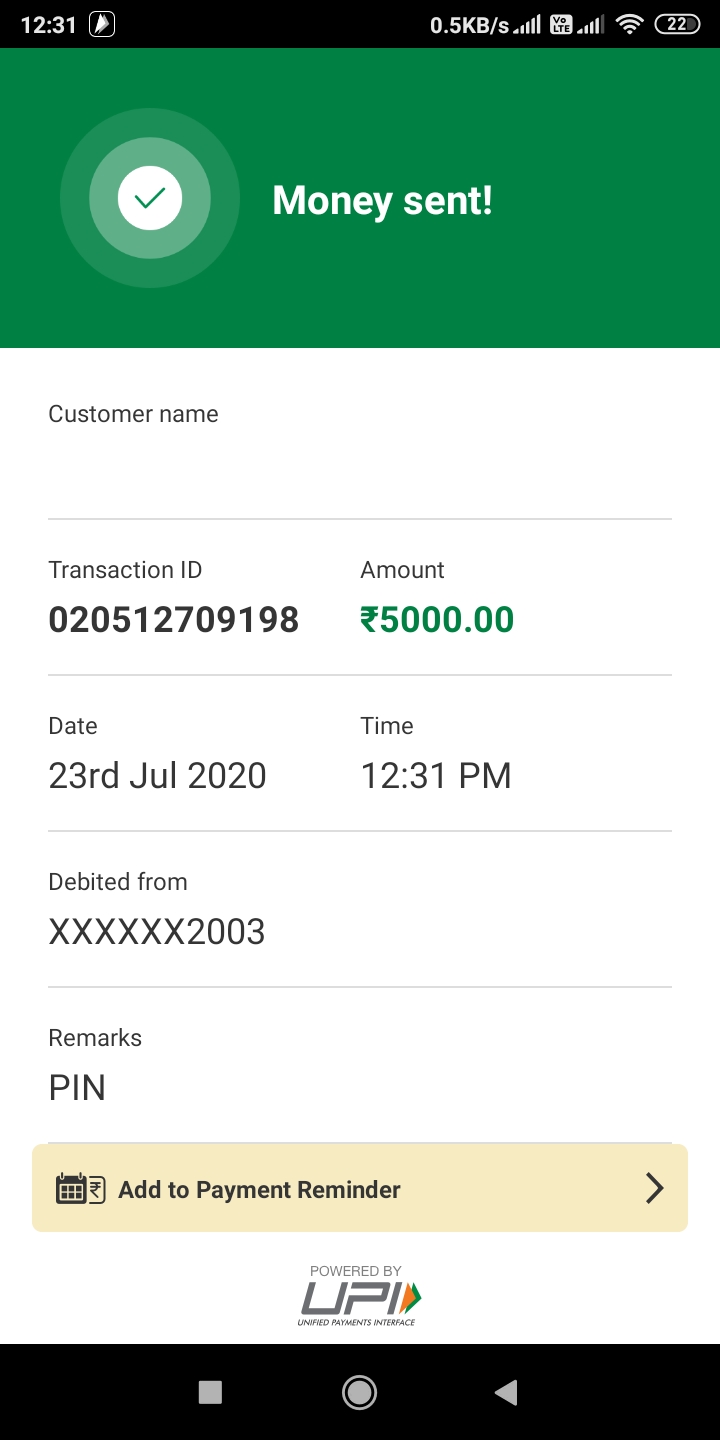 12:31 0.5KB/s Vo LTE 22
Money sent!
Customer name
Transaction ID Amount
020512709198 ₹5000.00
Date Time
23rd Jul 2020 12:31 PM
Debited from
XXXXXX2003
Remarks
PIN
₹ Add to Payment Reminder
POWERED BY
UPI
UNIFIED PAYMENTS INTERFACE